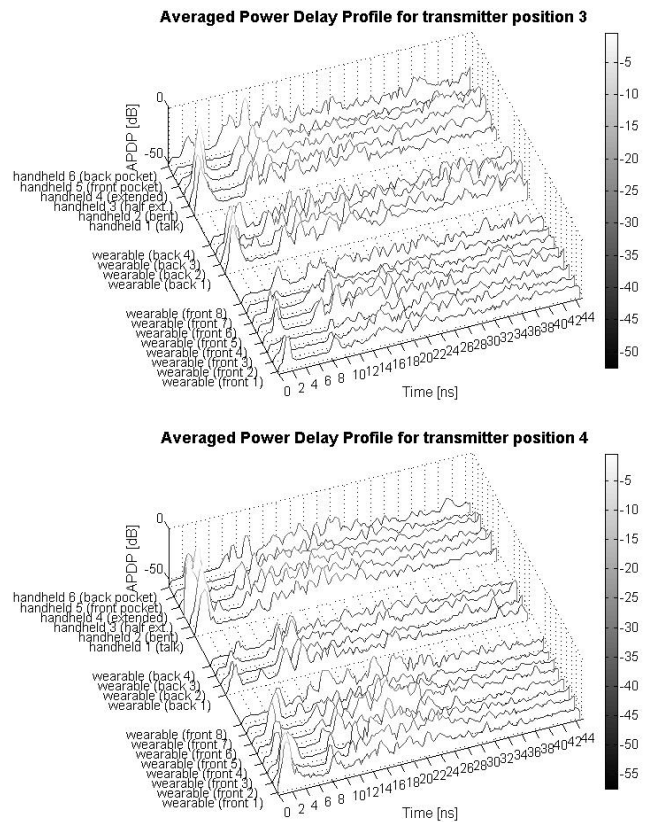 Averaged Power Delay Profile for transmitter position 3
0
APDP [dB]
-50
handheld 6 (back pocket)
handheld 5 (front pocket)
handheld 4 (extended)
handheld 3 (half ext.)
handheld 2 (bent)
handheld 1 (talk)
wearable (back 4)
wearable (back 3)
wearable (back 2)
wearable (back 1)
wearable (front 8)
wearable (front 7)
wearable (front 6)
wearable (front 5)
wearable (front 4)
wearable (front 3)
wearable (front 2)
wearable (front 1)
0 2 4 6 8 10 12 14 16 18 20 22 24 26 28 30 32 34 36 38 40 42 44
Time [ns]
-5
-10
-15
-20
-25
-30
-35
-40
-45
-50
Averaged Power Delay Profile for transmitter position 4
0
APDP [dB]
-50
handheld 6 (back pocket)
handheld 5 (front pocket)
handheld 4 (extended)
handheld 3 (half ext.)
handheld 2 (bent)
handheld 1 (talk)
wearable (back 4)
wearable (back 3)
wearable (back 2)
wearable (back 1)
wearable (front 8)
wearable (front 7)
wearable (front 6)
wearable (front 5)
wearable (front 4)
wearable (front 3)
wearable (front 2)
wearable (front 1)
0 2 4 6 8 10 12 14 16 18 20 22 24 26 28 30 32 34 36 38 40 42 44
Time [ns]
-5
-10
-15
-20
-25
-30
-35
-40
-45
-50
-55